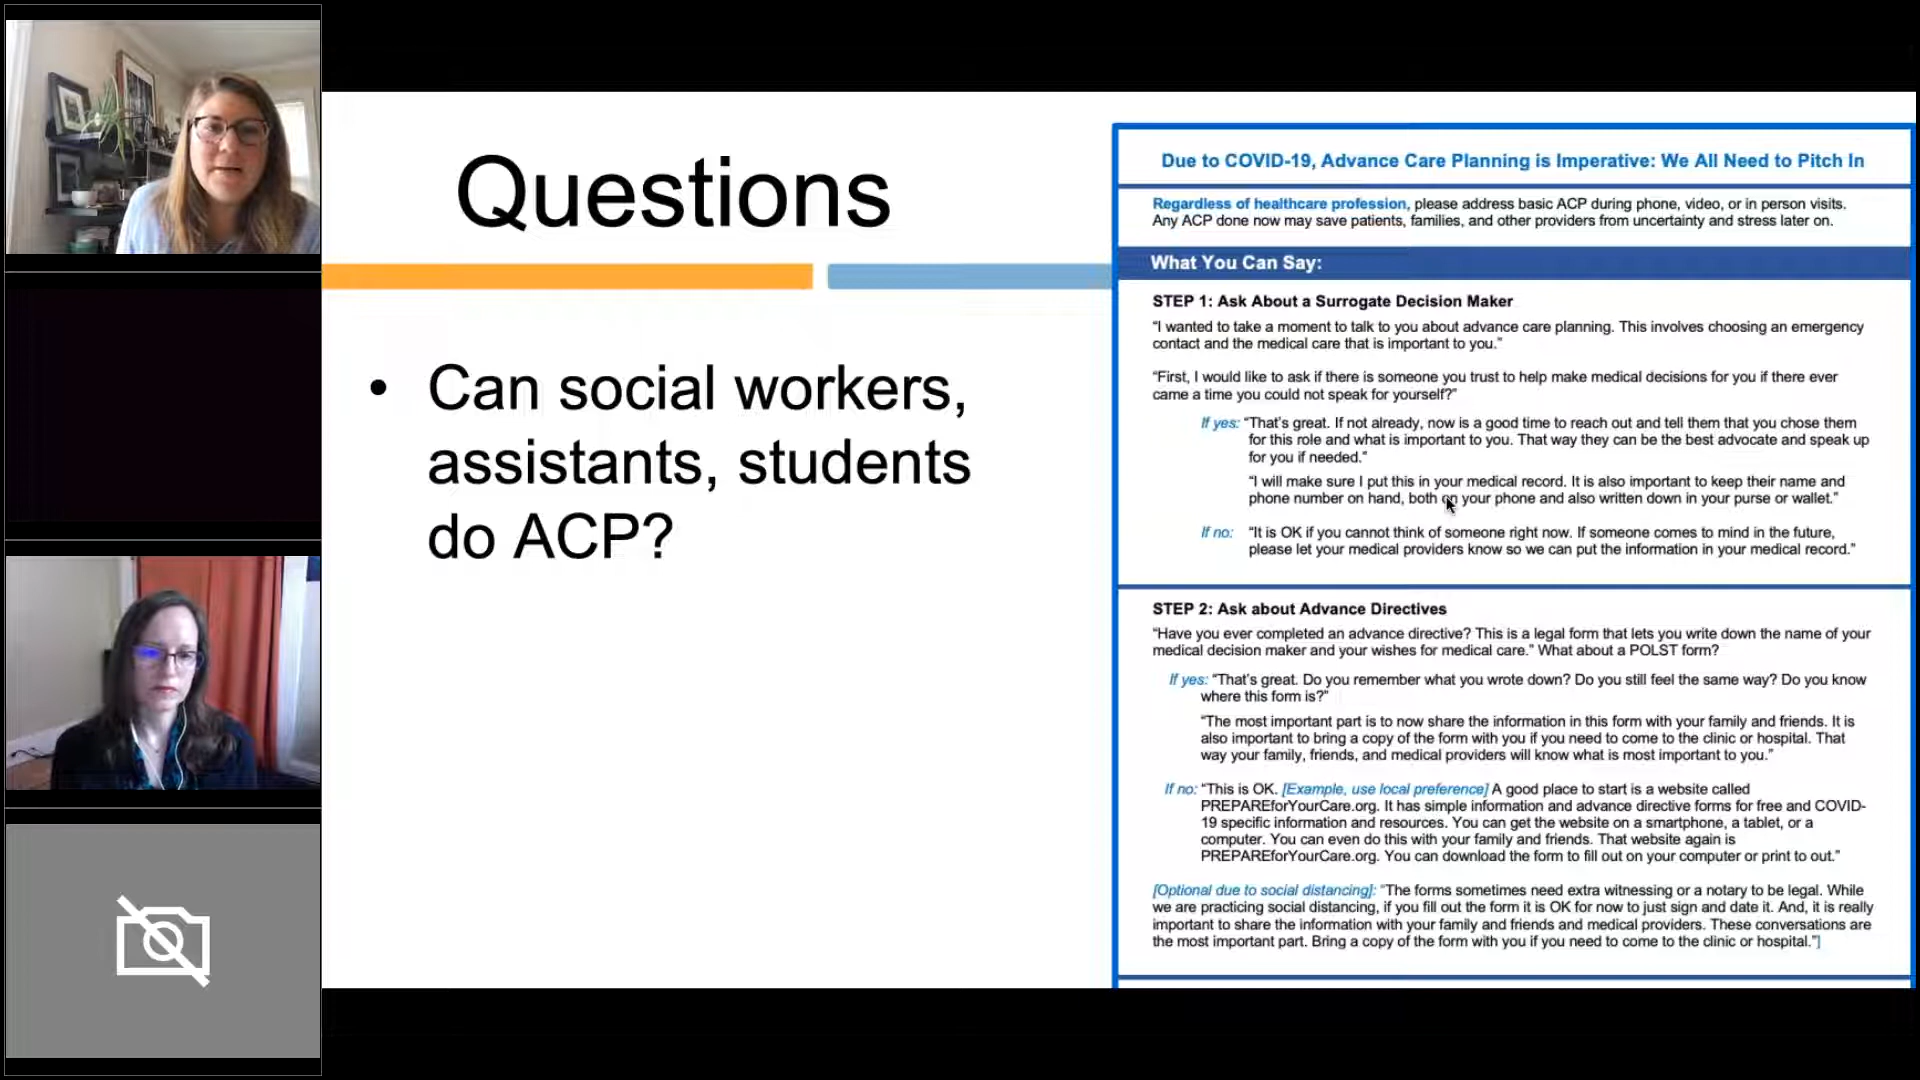 Questions
• Can social workers,
assistants, students
do ACP?
Due to COVID-19, Advance Care Planning is Imperative: We All Need to Pitch In
Regardless of healthcare profession, please address basic ACP during phone, video, or in person visits.
Any ACP done now may save patients, families, and other providers from uncertainty and stress later on.
What You Can Say:
STEP 1: Ask About a Surrogate Decision Maker
“I wanted to take a moment to talk to you about advance care planning. This involves choosing an emergency
contact and the medical care that is important to you.”
“First, I would like to ask if there is someone you trust to help make medical decisions for you if there ever
came a time you could not speak for yourself?”
If yes: “That’s great. If not already, now is a good time to reach out and tell them that you chose them
for this role and what is important to you. That way they can be the best advocate and speak up
for you if needed.”
“I will make sure I put this in your medical record. It is also important to keep their name and
phone number on hand, both on your phone and also written down in your purse or wallet.”
If no: “It is OK if you cannot think of someone right now. If someone comes to mind in the future,
please let your medical providers know so we can put the information in your medical record.”
STEP 2: Ask about Advance Directives
“Have you ever completed an advance directive? This is a legal form that lets you write down the name of your
medical decision maker and your wishes for medical care.” What about a POLST form?
If yes: “That’s great. Do you remember what you wrote down? Do you still feel the same way? Do you know
where this form is?”
“The most important part is to now share the information in this form with your family and friends. It is
also important to bring a copy of the form with you if you need to come to the clinic or hospital. That
way your family, friends, and medical providers will know what is most important to you.”
If no: “This is OK. [Example, use local preference] A good place to start is a website called
PREPAREforYourCare.org. It has simple information and advance directive forms for free and COVID-
19 specific information and resources. You can get the website on a smartphone, a tablet, or a
computer. You can even do this with your family and friends. That website again is
PREPAREforYourCare.org. You can download the form to fill out on your computer or print to out.”
[Optional due to social distancing]: “The forms sometimes need extra witnessing or a notary to be legal. While
we are practicing social distancing, if you fill out the form it is OK for now to just sign and date it. And, it is really
important to share the information with your family and friends and medical providers. These conversations are
the most important part. Bring a copy of the form with you if you need to come to the clinic or hospital.”]